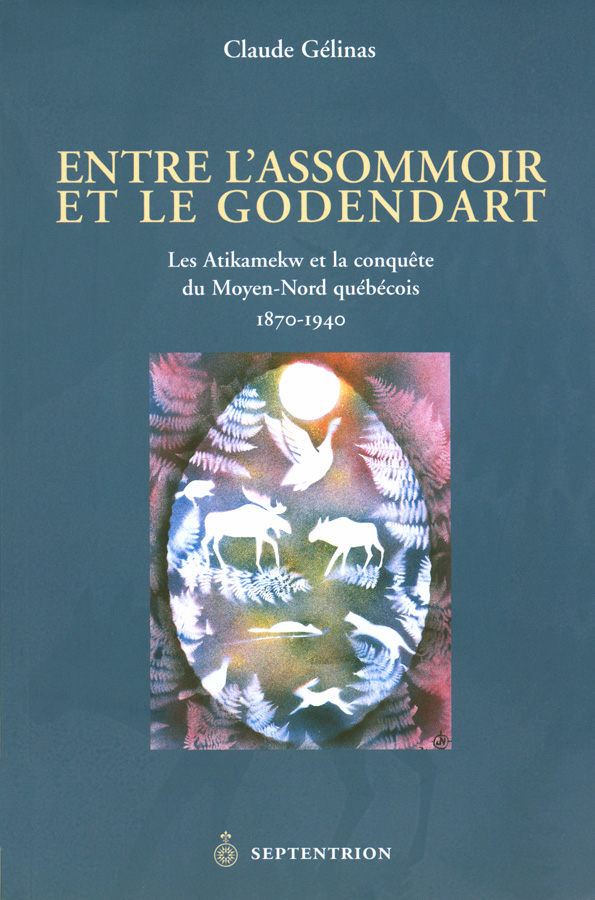 Claude Gélinas
ENTRE L'ASSOMMOIR
ET LE GODENDART
Les Atikamekw et la conquête
du Moyen-Nord québécois
1870-1940
SEPTENTRION